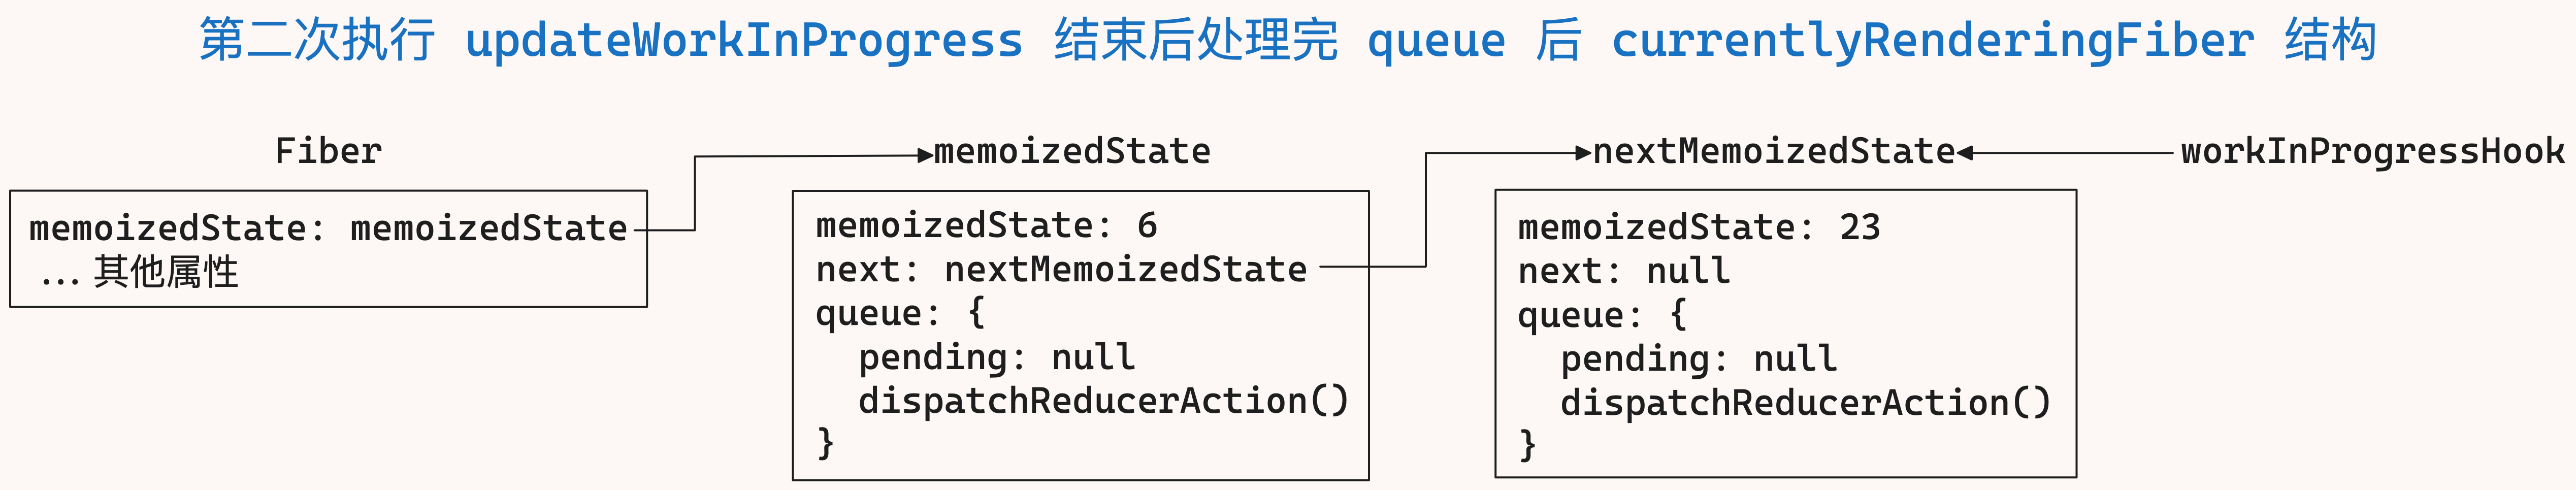 第二次执行 updateWorkInProgress 结束后处理完 queue 后 currentlyRenderingFiber 结构
Fiber
memoizedState: memoizedState
... 其他属性
memoizedState
memoizedState: 6
next: nextMemoizedState
queue: {
pending: null
dispatchReducerAction()
}
nextMemoizedState
memoizedState: 23
next: null
queue: {
pending: null
dispatchReducerAction()
}
workInProgressHook